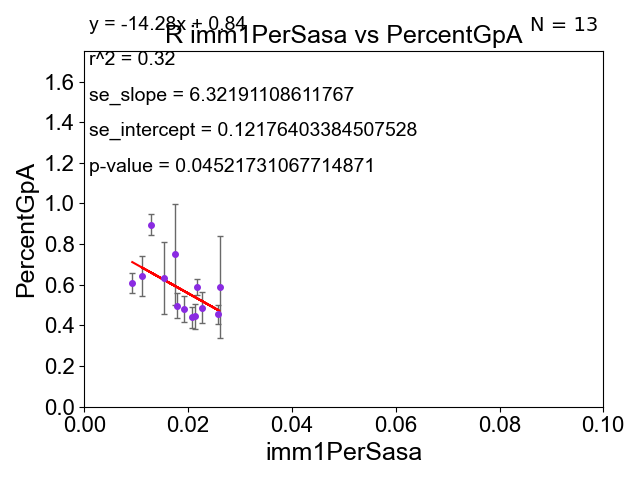 y = -14.28x + 0.84
N = 13
R imm1PerSasa vs PercentGpA
r^2 = 0.32
se_slope = 6.32191108611767
se_intercept = 0.12176403384507528
p-value = 0.04521731067714871
PercentGpA
1.6
1.4
1.2
1.0
0.8
0.6
0.4
0.2
0.0
0.00 0.02 0.04 0.06 0.08 0.10
imm1PerSasa